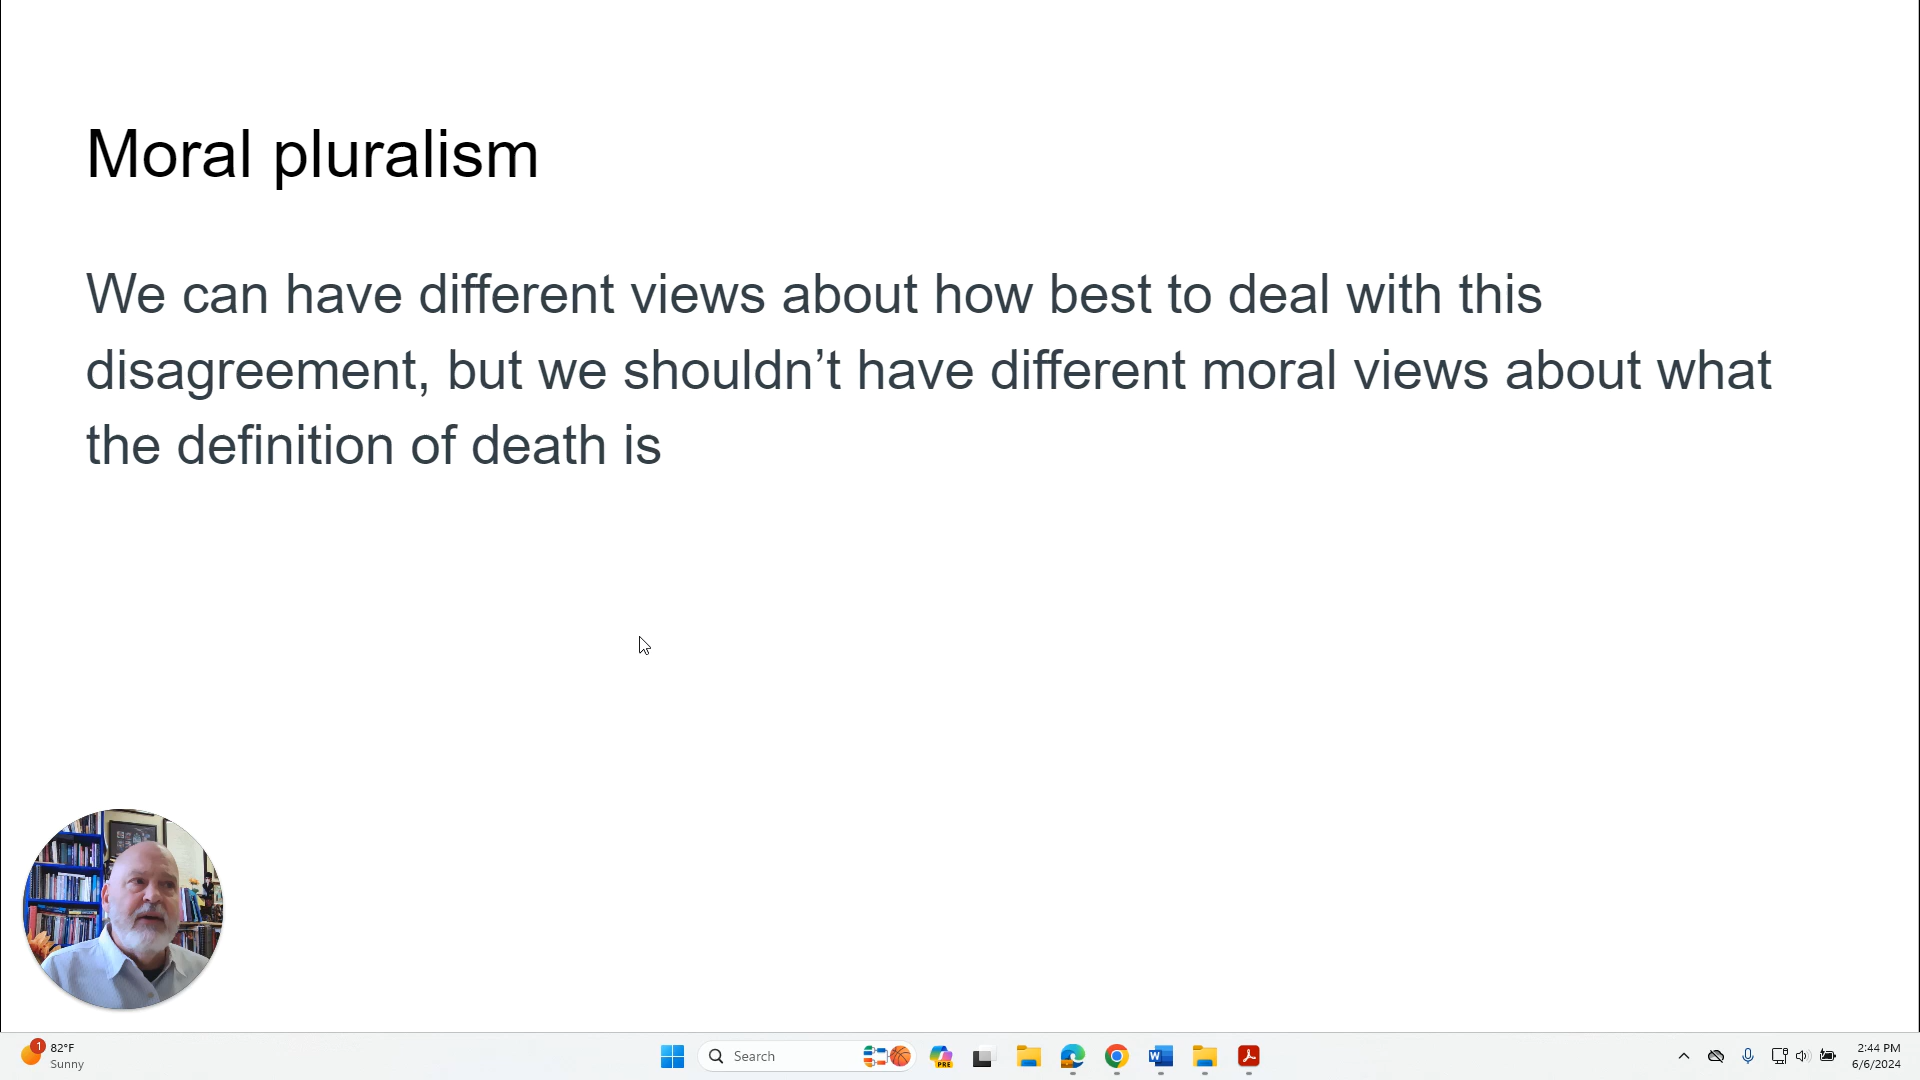 Moral pluralism
We can have different views about how best to deal with this
disagreement, but we shouldn’t have different moral views about what
the definition of death is
1
82°F
Sunny
Search
PRE
W
2:44 PM
6/6/2024